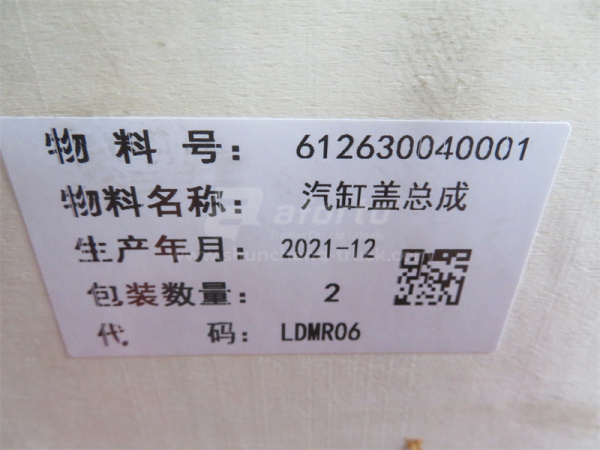 物料号: 612630040001
物料名称: 汽缸盖总成
生产年月: 2021-12
包装数量: 2
代码: LDMR06